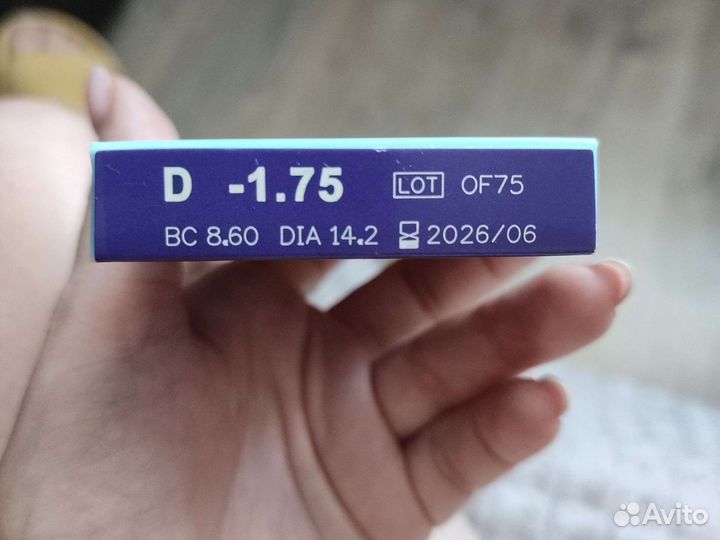 D -1.75 LOT OF75
BC 8.60 DIA 14.2 2026/06
Avito